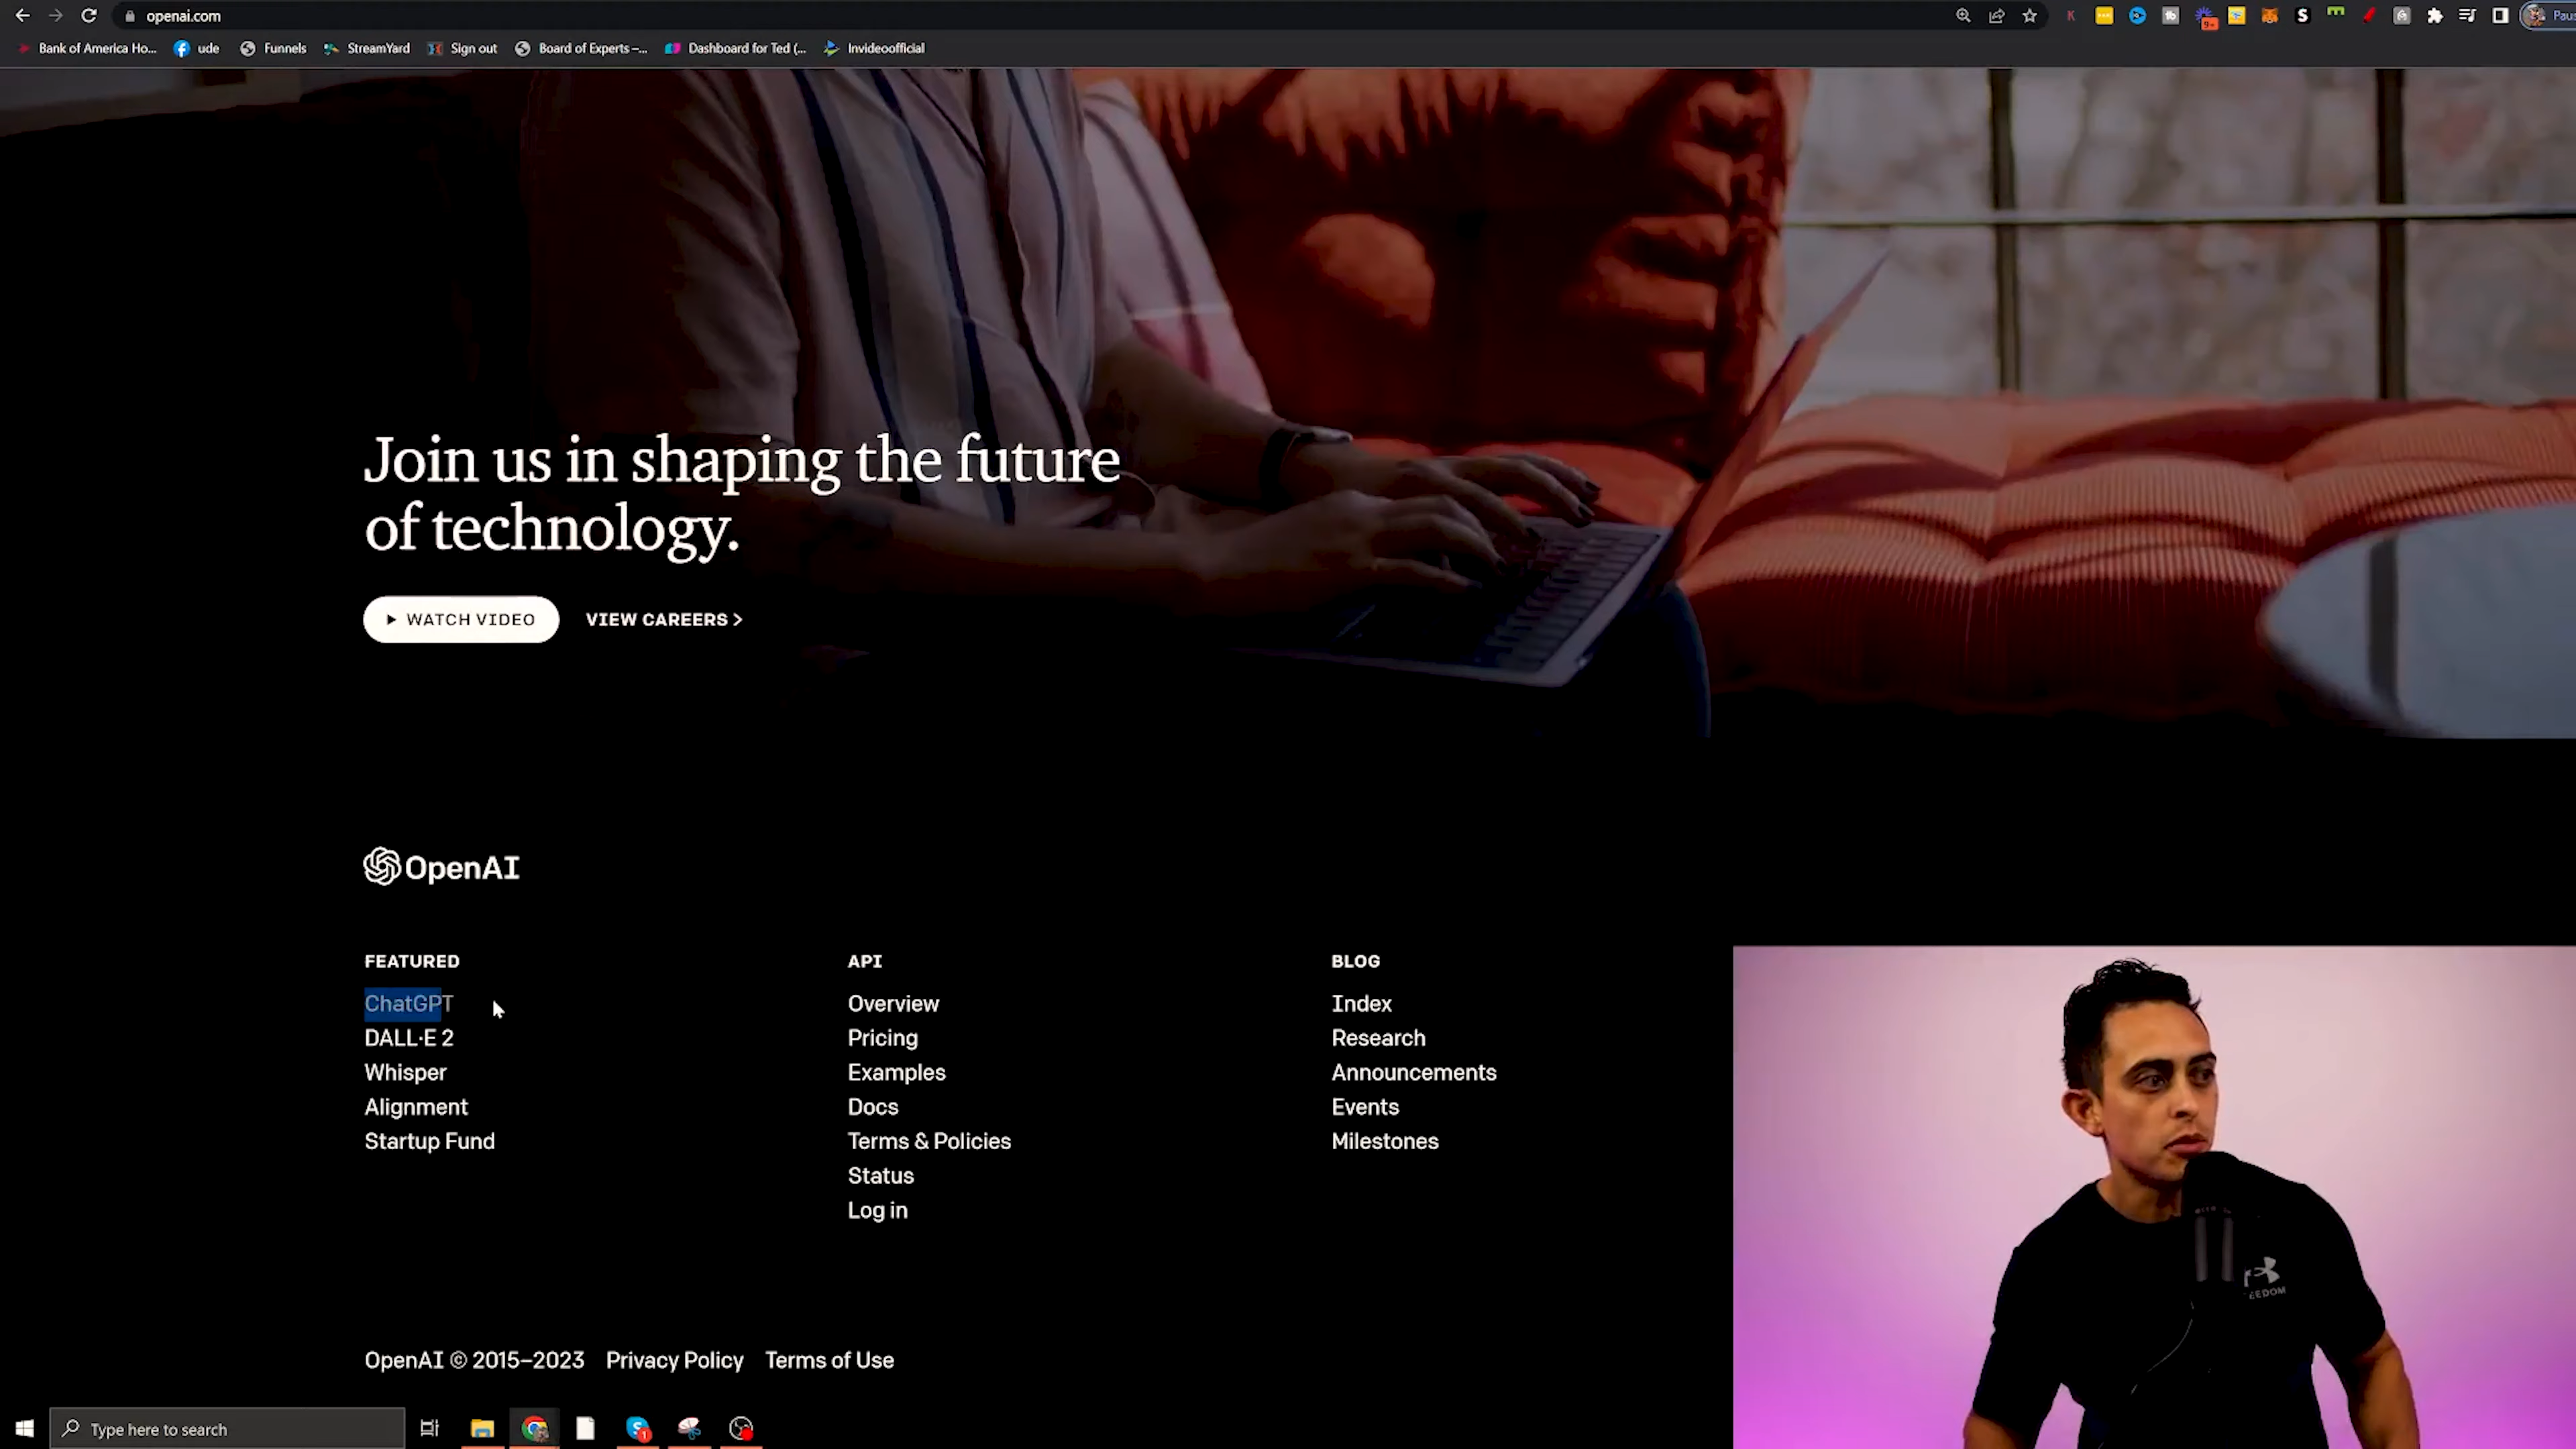 openai.com
Bank of America Ho...
ude
Funnels
StreamYard
Sign out
Board of Experts –...
Dashboard for Ted (...
Invideoofficial
Join us in shaping the future
of technology.
WATCH VIDEO
VIEW CAREERS >
OpenAI
FEATURED
ChatGPT
DALL·E 2
Whisper
Alignment
Startup Fund
API
Overview
Pricing
Examples
Docs
Terms & Policies
Status
Log in
BLOG
Index
Research
Announcements
Events
Milestones
OpenAI © 2015–2023 Privacy Policy Terms of Use
Type here to search